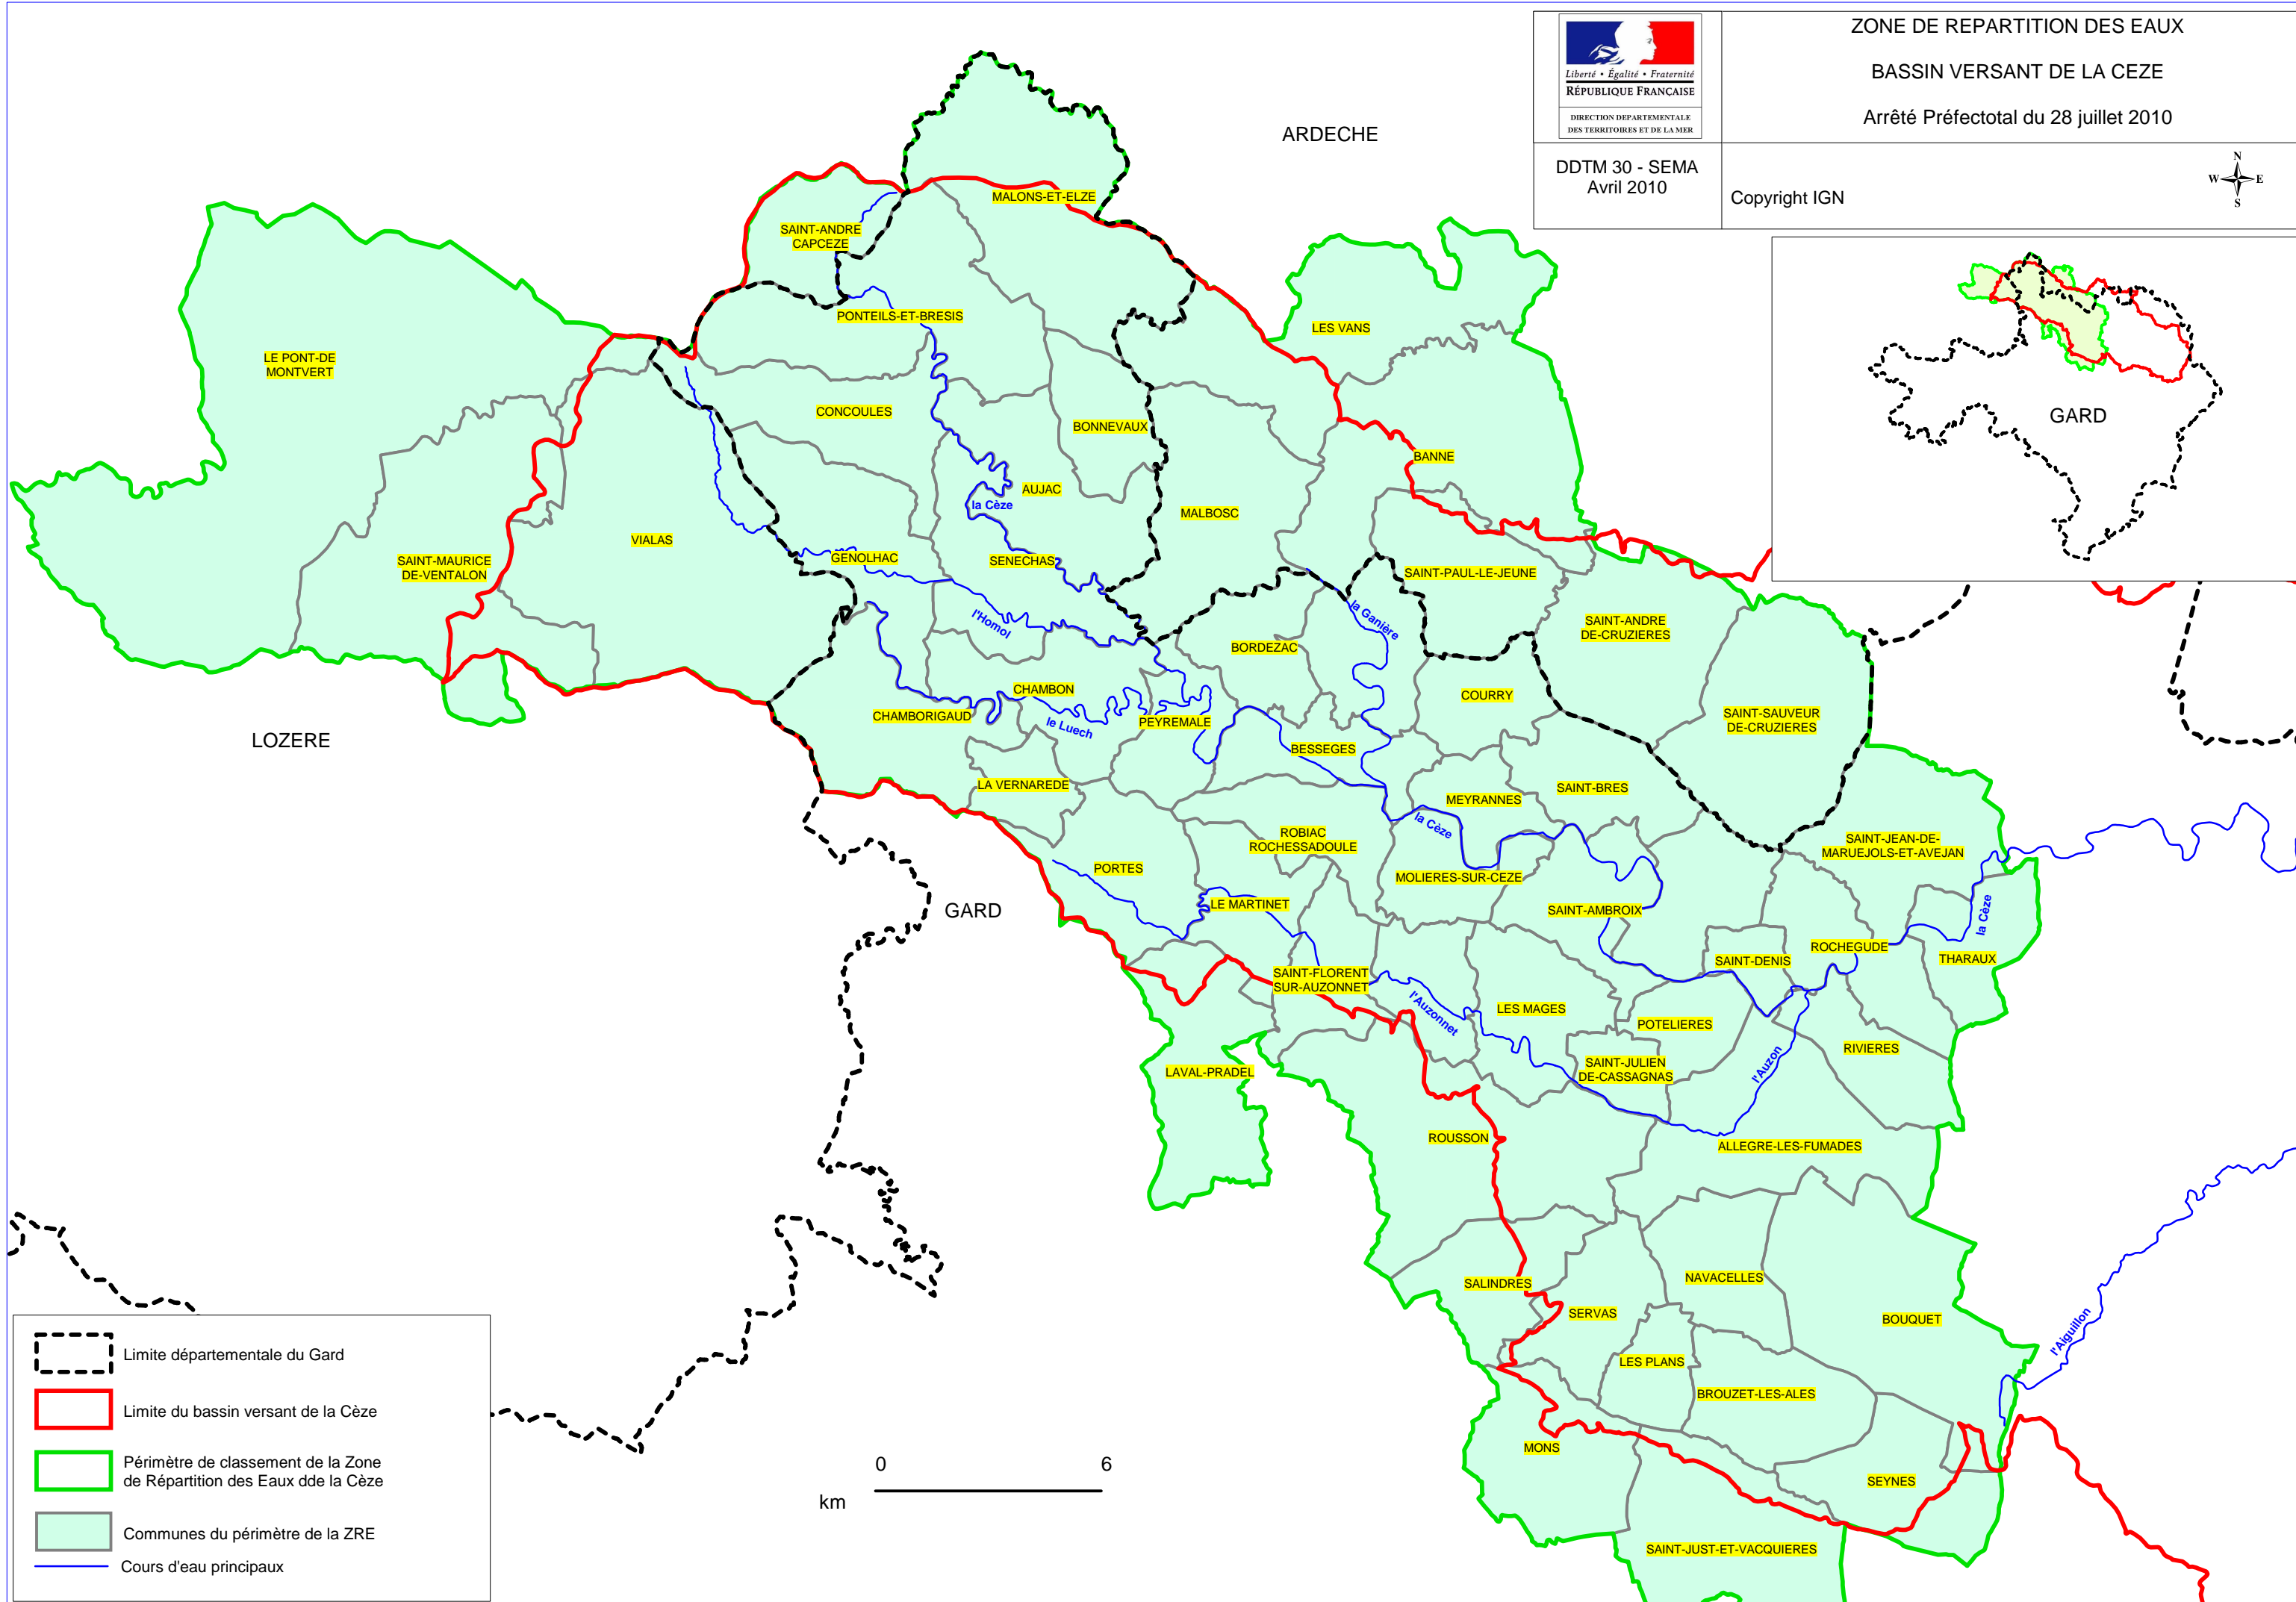 Liberté • Égalité • Fraternité
RÉPUBLIQUE FRANÇAISE
DIRECTION DEPARTEMENTALE
DES TERRITOIRES ET DE LA MER
ZONE DE REPARTITION DES EAUX
BASSIN VERSANT DE LA CEZE
Arrêté Préfectotal du 28 juillet 2010
DDTM 30 - SEMA
Avril 2010
Copyright IGN
N
W E
S
GARD
ARDECHE
MALONS-ET-ELZE
SAINT-ANDRE
CAPCEZE
PONTEILS-ET-BRESIS
LES VANS
LE PONT-DE
MONTVERT
CONCOULES
BONNEVAUX
BANNE
AUJAC
la Cèze
MALBOSC
VIALAS
SAINT-MAURICE
DE-VENTALON
GENOLHAC
SENECHAS
SAINT-PAUL-LE-JEUNE
l'Homol
la Ganière
SAINT-ANDRE
DE-CRUZIERES
BORDEZAC
CHAMBON
COURRY
CHAMBORIGAUD
le Luech
PEYREMALE
SAINT-SAUVEUR
DE-CRUZIERES
LOZERE
BESSEGES
LA VERNAREDE
SAINT-BRES
MEYRANNES
la Cèze
ROBIAC
ROCHESSADOULE
SAINT-JEAN-DE-
MARUEJOLS-ET-AVEJAN
PORTES
MOLIERES-SUR-CEZE
LE MARTINET
SAINT-AMBROIX
GARD
la Cèze
ROCHEGUDE
THARAUX
SAINT-DENIS
SAINT-FLORENT
SUR-AUZONNET
l'Auzonnet
LES MAGES
POTELIERES
RIVIERES
LAVAL-PRADEL
SAINT-JULIEN
DE-CASSAGNAS
l'Auzon
ROUSSON
ALLEGRE-LES-FUMADES
SALINDRES
NAVACELLES
SERVAS
BOUQUET
l'Aiguillon
LES PLANS
BROUZET-LES-ALES
MONS
SEYNES
SAINT-JUST-ET-VACQUIERES
Limite départementale du Gard
Limite du bassin versant de la Cèze
Périmètre de classement de la Zone
de Répartition des Eaux dde la Cèze
Communes du périmètre de la ZRE
Cours d'eau principaux
0 6
km